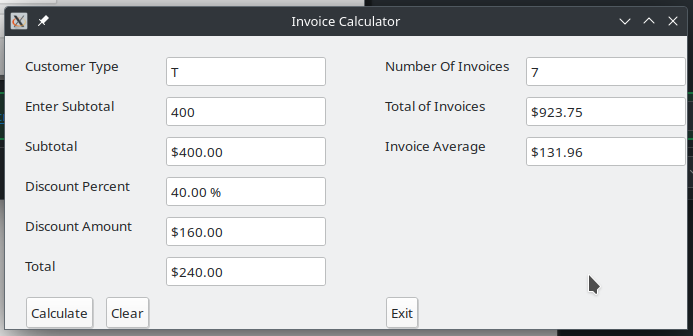 Invoice Calculator
Customer Type T Number Of Invoices 7
Enter Subtotal 400 Total of Invoices $923.75
Subtotal $400.00 Invoice Average $131.96
Discount Percent 40.00 %
Discount Amount $160.00
Total $240.00
Calculate Clear Exit